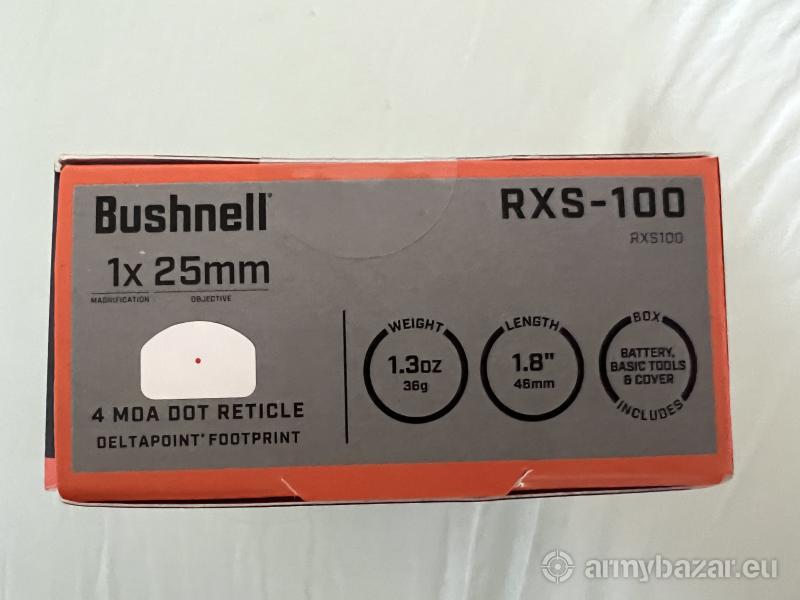 Bushnell®
RXS-100
RXS100
1x 25mm
MAGNIFICATION OBJECTIVE
4 MOA DOT RETICLE
DELTAPOINT® FOOTPRINT
WEIGHT
1.3oz
36g
LENGTH
1.8"
46mm
BOX
BATTERY,
BASIC TOOLS
& COVER
INCLUDES
armybazar.eu